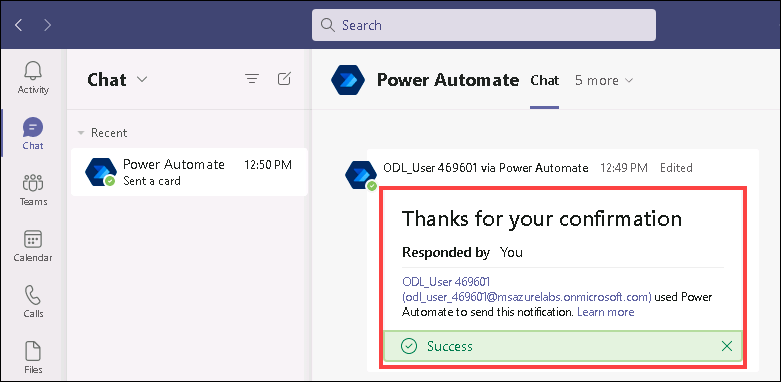 Search
Activity
Chat
Teams
Calendar
Calls
Files
Chat
Recent
Power Automate 12:50 PM
Sent a card
Power Automate Chat 5 more
ODL_User 469601 via Power Automate 12:49 PM Edited
Thanks for your confirmation
Responded by You
ODL_User 469601
(odl_user_469601@msazurelabs.onmicrosoft.com) used Power
Automate to send this notification. Learn more
Success